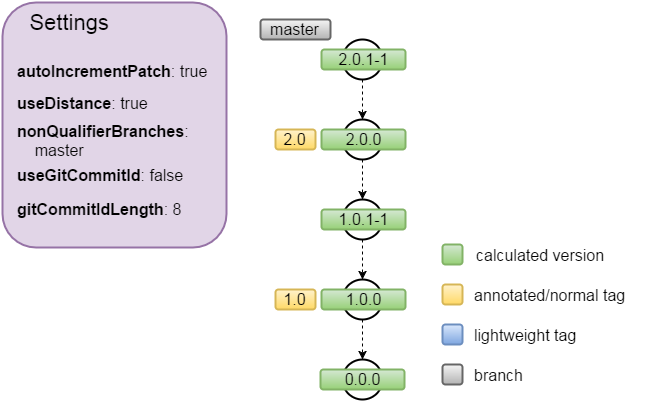 Settings
autoIncrementPatch: true
useDistance: true
nonQualifierBranches:
master
useGitCommitId: false
gitCommitIdLength: 8
master
2.0.1-1
2.0 2.0.0
1.0.1-1
1.0 1.0.0
0.0.0
calculated version
annotated/normal tag
lightweight tag
branch